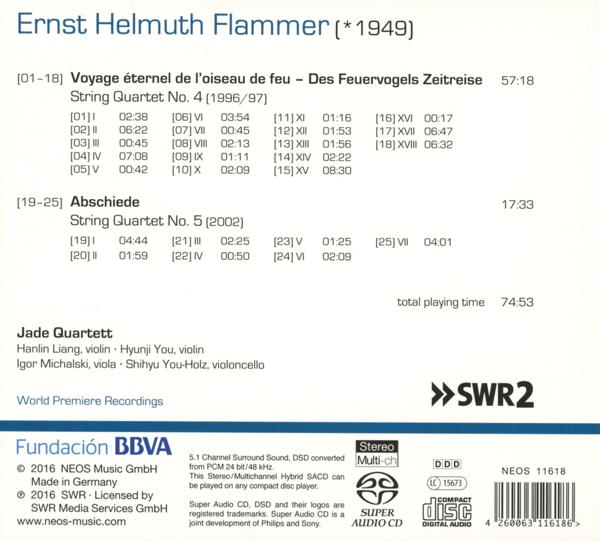 Ernst Helmuth Flammer (*1949)
[01–18] Voyage éternel de l'oiseau de feu – Des Feuervogels Zeitreise 57:18
String Quartet No. 4 (1996/97)
[01] I 02:38 [06] VI 03:54 [11] XI 01:16 [16] XVI 00:17
[02] II 06:22 [07] VII 00:45 [12] XII 01:53 [17] XVII 06:47
[03] III 00:45 [08] VIII 02:13 [13] XIII 01:56 [18] XVIII 06:32
[04] IV 07:08 [09] IX 01:11 [14] XIV 02:22
[05] V 00:42 [10] X 02:09 [15] XV 08:30
[19–25] Abschiede 17:33
String Quartet No. 5 (2002)
[19] I 04:44 [21] III 02:25 [23] V 01:25 [25] VII 04:01
[20] II 01:59 [22] IV 00:50 [24] VI 02:09
total playing time 74:53
Jade Quartett
Hanlin Liang, violin · Hyunji You, violin
Igor Michalski, viola · Shihyu You-Holz, violoncello
World Premiere Recordings
SWR2
Fundación BBVA
© 2016 NEOS Music GmbH
Made in Germany
℗ 2016 SWR · Licensed by
SWR Media Services GmbH
www.neos-music.com
5.1 Channel Surround Sound, DSD converted
from PCM 24 bit/48 kHz.
This Stereo/Multichannel Hybrid SACD can
be played on any compact disc player.
Super Audio CD, DSD and their logos are
registered trademarks. Super Audio CD is a
joint development of Philips and Sony.
Stereo
Multi-ch
SUPER AUDIO CD
DDD
LC 15673
COMPACT
disc
DIGITAL AUDIO
NEOS 11618
4 260063 116186